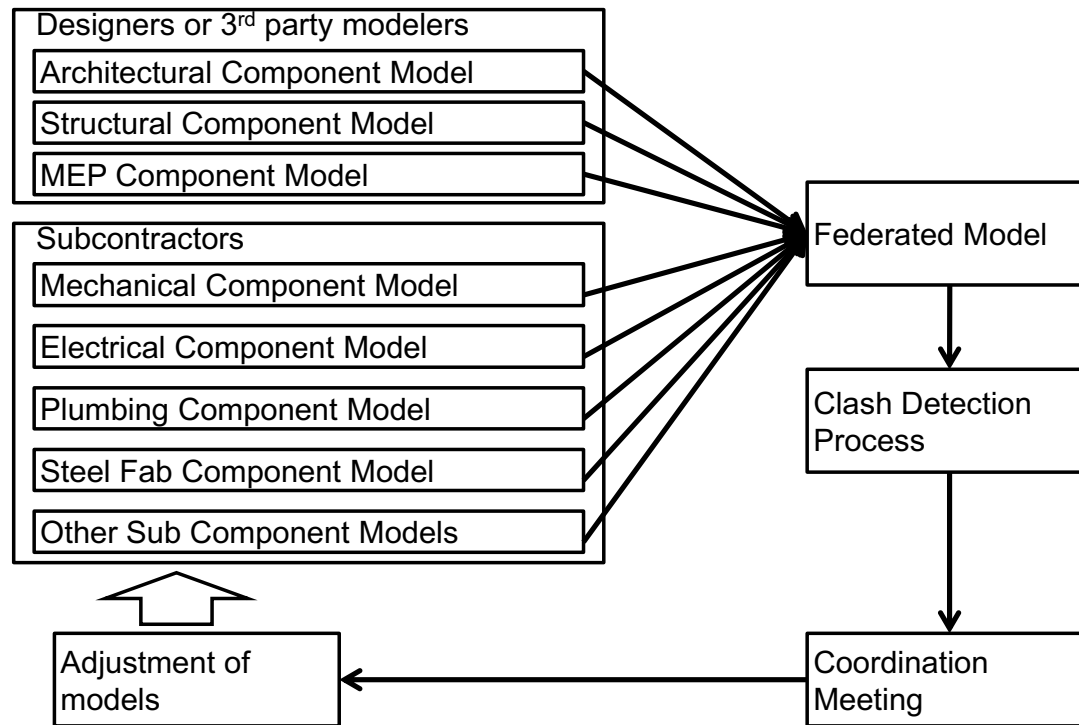 Designers or 3rd party modelers
Architectural Component Model
Structural Component Model
MEP Component Model
Subcontractors
Mechanical Component Model
Electrical Component Model
Plumbing Component Model
Steel Fab Component Model
Other Sub Component Models
Federated Model
Clash Detection
Process
Coordination
Meeting
Adjustment of
models